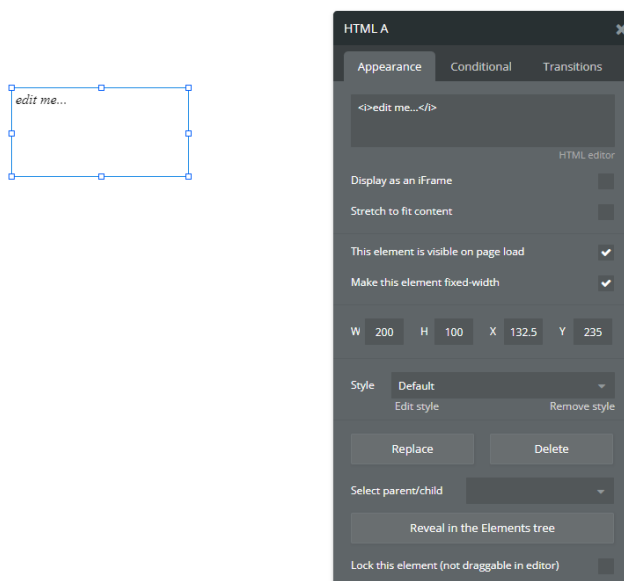 HTML A
Appearance Conditional Transitions
edit me...
<i>edit me...</i>
HTML editor
Display as an iFrame
Stretch to fit content
This element is visible on page load
Make this element fixed-width
W 200 H 100 X 132.5 Y 235
Style Default
Edit style Remove style
Replace Delete
Select parent/child
Reveal in the Elements tree
Lock this element (not draggable in editor)